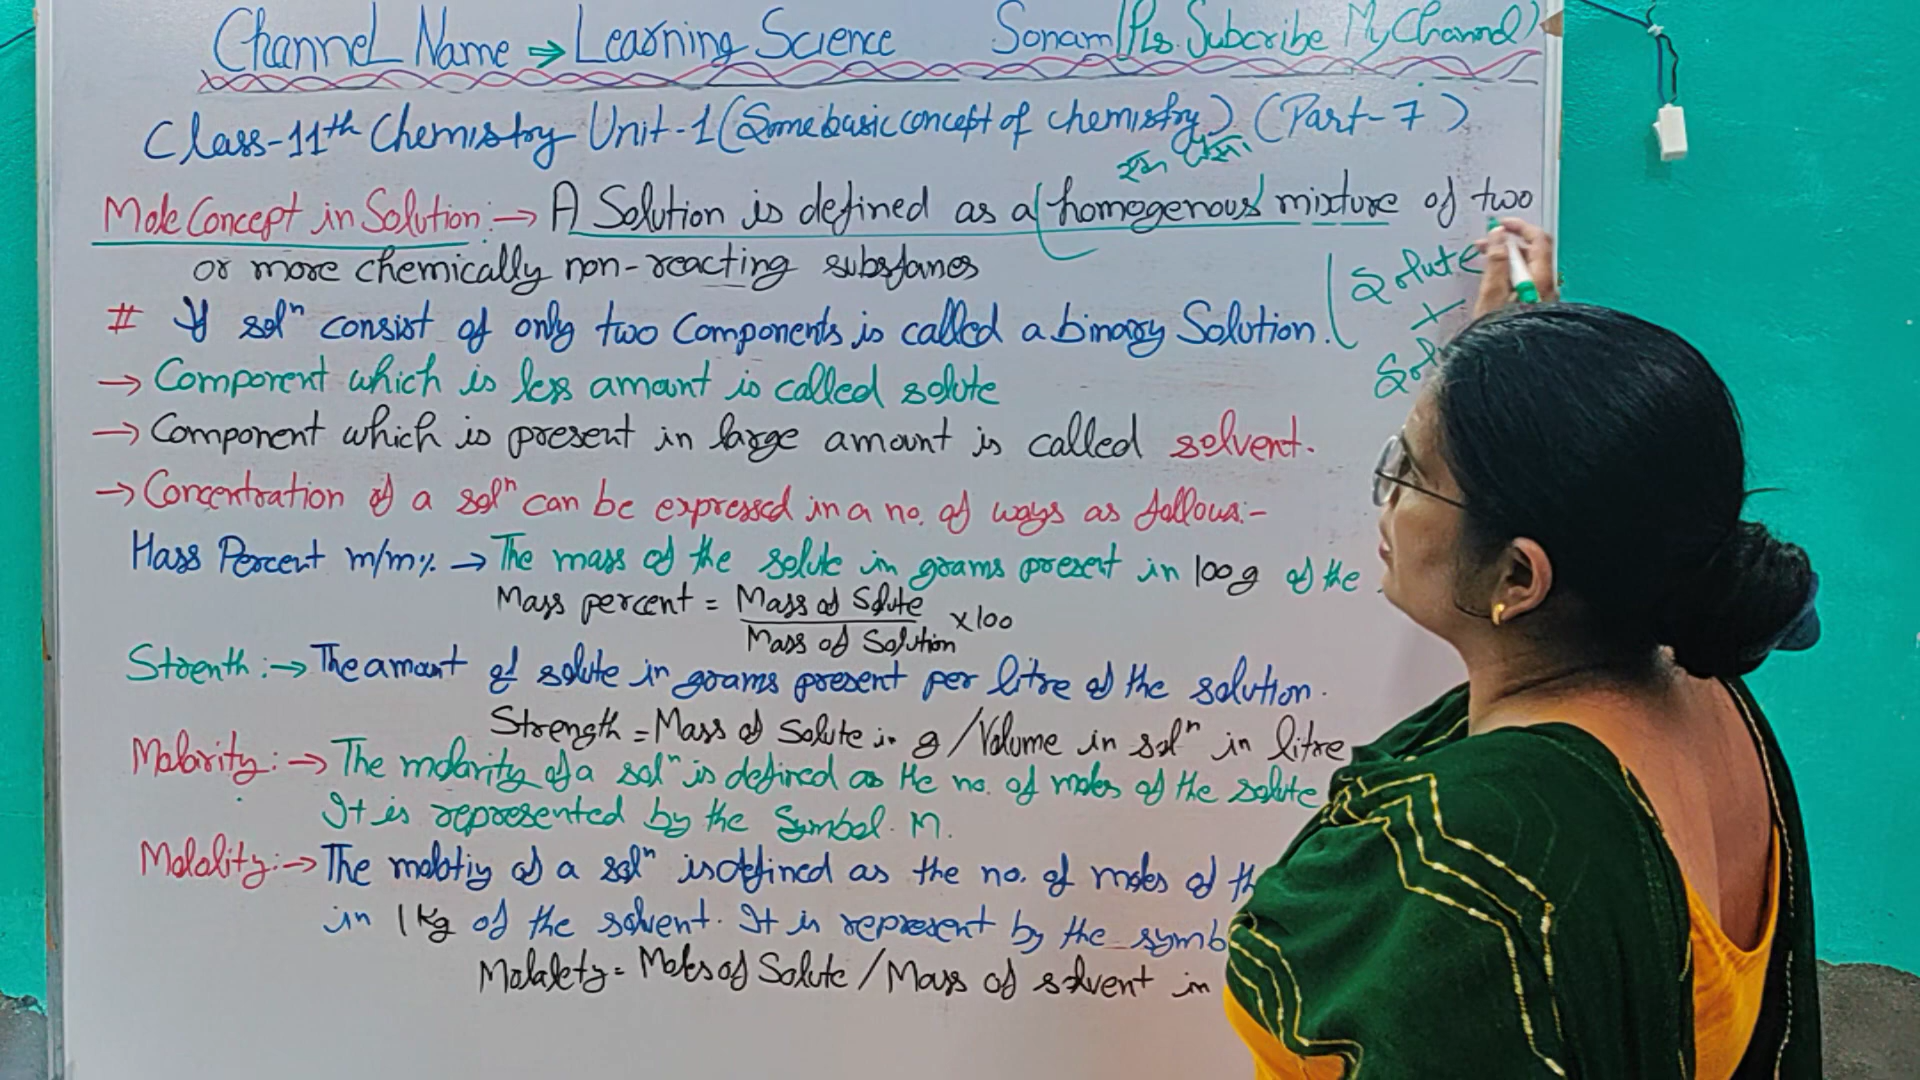 Channel Name → Learning Science Sonam (Pls. Subcribe My Channel)
Class-11th Chemistry Unit-1 (Some basic concept of chemistry) (Part-7)
Mole Concept in Solution :→ A Solution is defined as a homogenous mixture of two
or more chemically non-reacting substanes
# If solⁿ consist of only two Components is called a binary Solution.
Solute
+
→ Component which is less amount is called solute
→ Component which is present in large amount is called solvent.
→ Concentration of a solⁿ can be expressed in a no. of ways as follows:-
Mass Percent m/m% → The mass of the solute in grams present in 100g of the
Mass percent = Mass of Solute
Mass of Solution ×100
Strenth :→ The amount of solute in grams present per litre of the solution.
Strength = Mass of Solute in g / Volume in solⁿ in litre
Molarity :→ The molarity of a solⁿ is defined as the no. of moles of the solute
It is represented by the Symbol. M.
Molality :→ The molatiy of a solⁿ is defined as the no. of moles of th
in 1 Kg of the solvent. It is represent by the symb
Molalety = Moles of Solute / Mass of solvent in